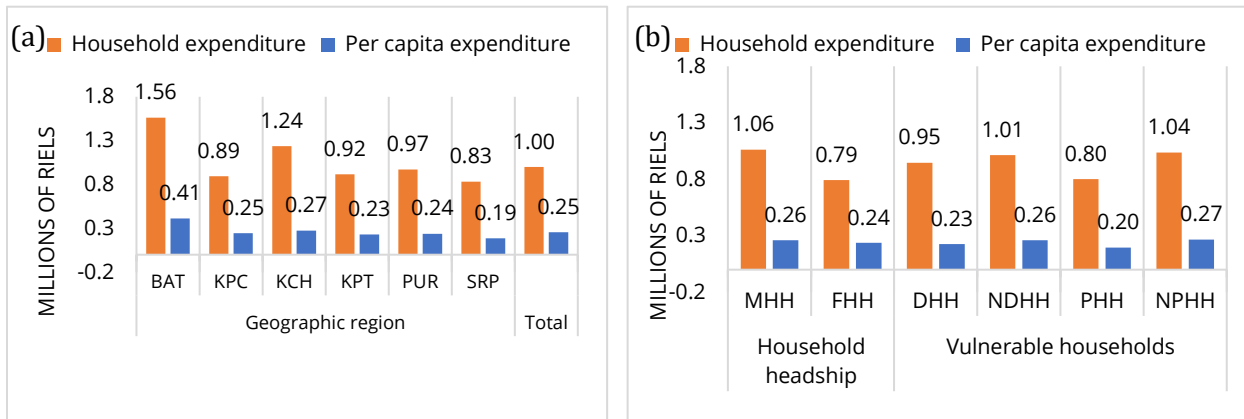 (a) Household expenditure Per capita expenditure
MILLIONS OF RIELS
1.8
1.3
0.8
0.3
-0.2
1.56 0.89 1.24 0.92 0.97 0.83 1.00
0.41 0.25 0.27 0.23 0.24 0.19 0.25
BAT KPC KCH KPT PUR SRP
Geographic region Total
(b) Household expenditure Per capita expenditure
MILLIONS OF RIELS
1.8
1.3
0.8
0.3
-0.2
1.06 0.79 0.95 1.01 0.80 1.04
0.26 0.24 0.23 0.26 0.20 0.27
MHH FHH DHH NDHH PHH NPHH
Household
headship
Vulnerable households